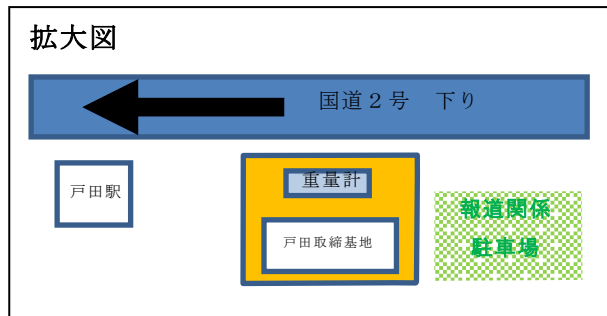 拡大図
国道２号　下り
戸田駅
重量計
戸田取締基地
報道関係
駐車場